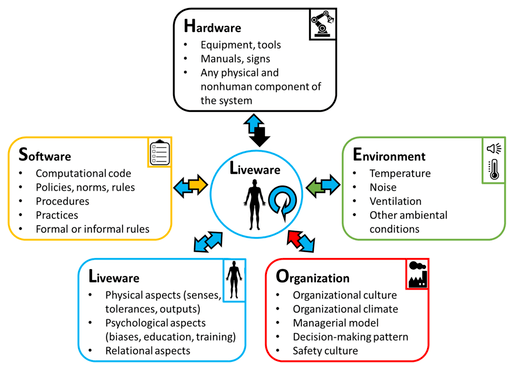 Hardware
• Equipment, tools
• Manuals, signs
• Any physical and
nonhuman component of
the system
Software
• Computational code
• Policies, norms, rules
• Procedures
• Practices
• Formal or informal rules
Liveware
Environment
• Temperature
• Noise
• Ventilation
• Other ambiental
conditions
Liveware
• Physical aspects (senses,
tolerances, outputs)
• Psychological aspects
(biases, education, training)
• Relational aspects
Organization
• Organizational culture
• Organizational climate
• Managerial model
• Decision-making pattern
• Safety culture